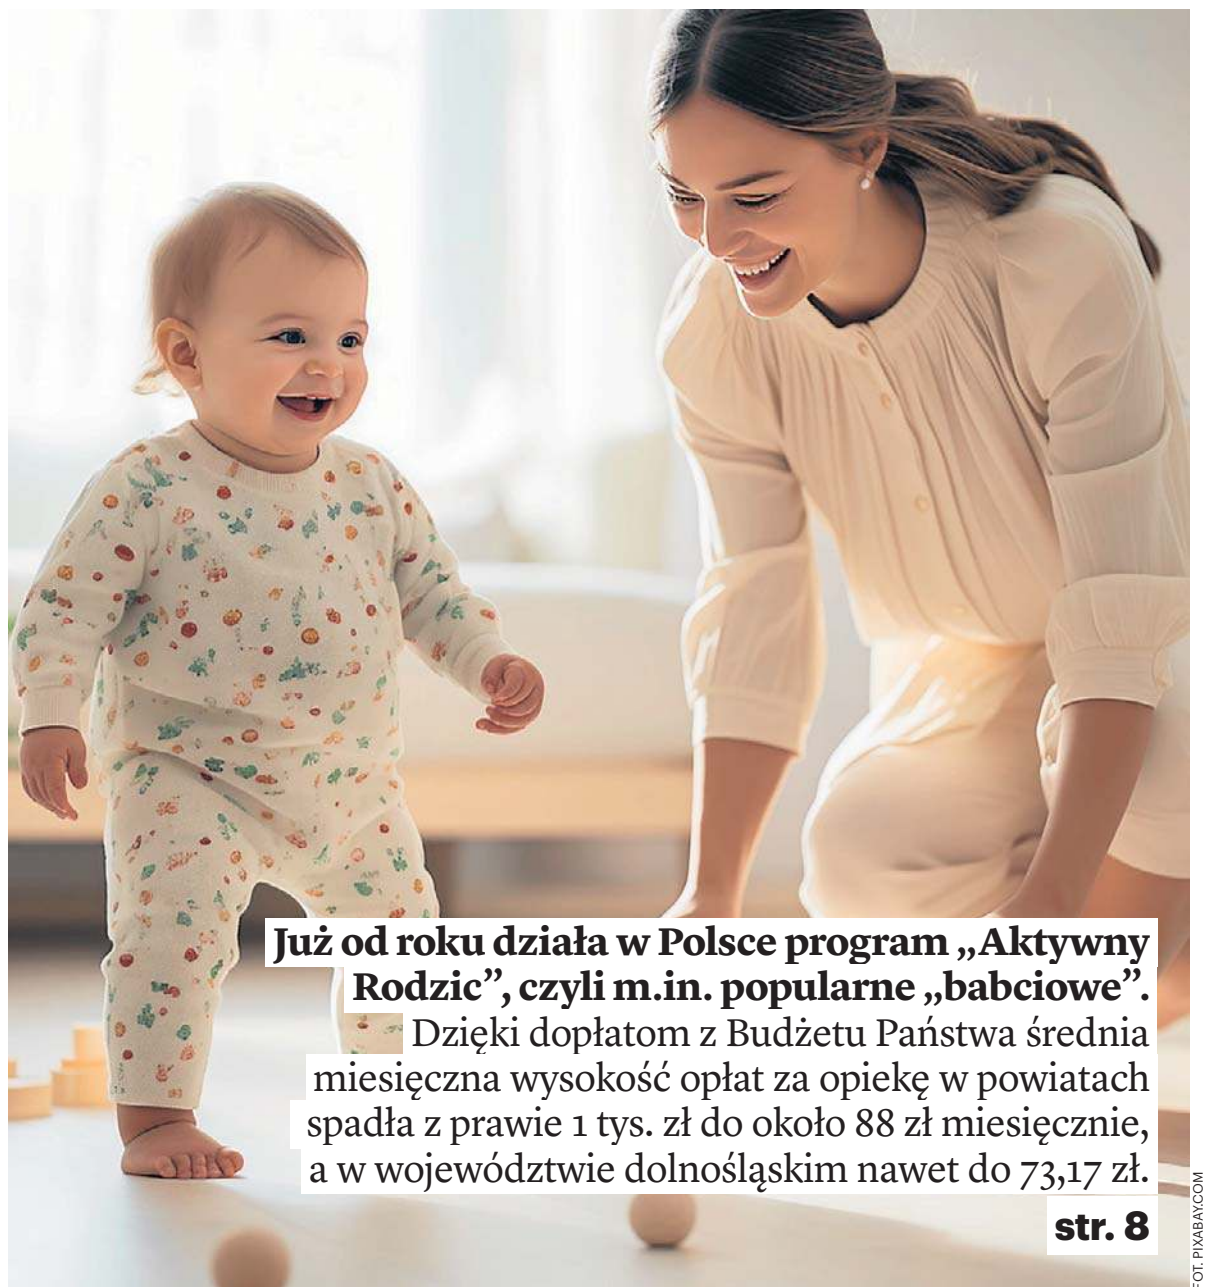 Już od roku działa w Polsce program „Aktywny
Rodzic”, czyli m.in. popularne „babciowe”.
Dzięki dopłatom z Budżetu Państwa średnia
miesięczna wysokość opłat za opiekę w powiatach
spadła z prawie 1 tys. zł do około 88 zł miesięcznie,
a w województwie dolnośląskim nawet do 73,17 zł.
str. 8
FOT. PIXABAY.COM